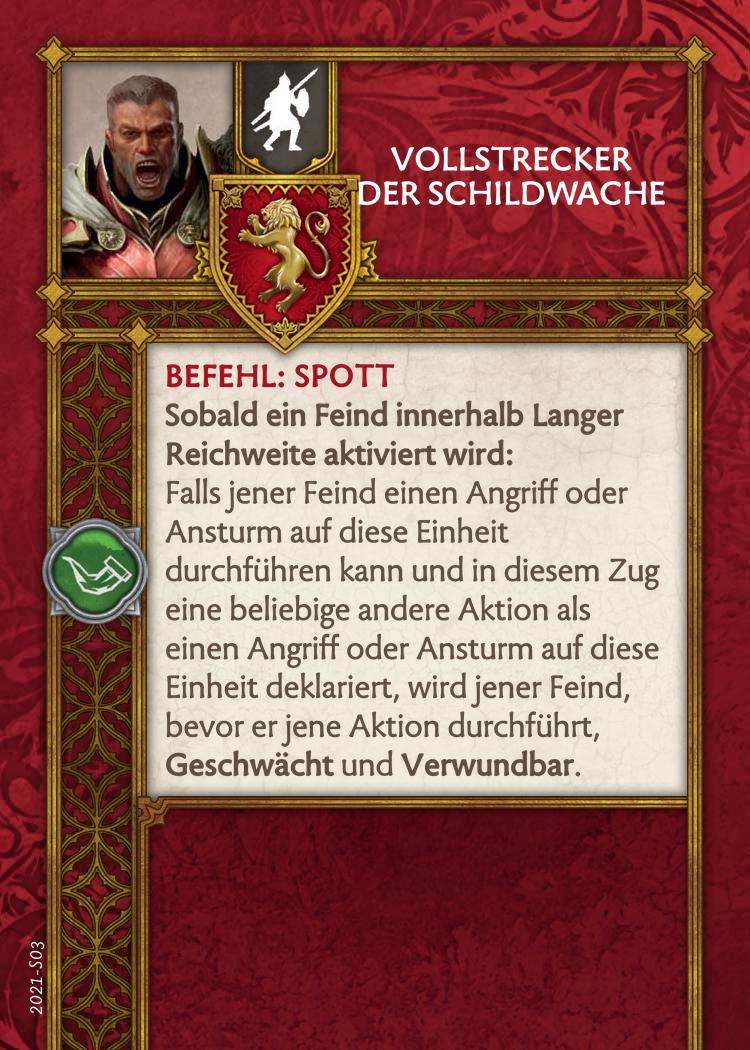 VOLLSTRECKER
DER SCHILDWACHE
BEFEHL: SPOTT
Sobald ein Feind innerhalb Langer
Reichweite aktiviert wird:
Falls jener Feind einen Angriff oder
Ansturm auf diese Einheit
durchführen kann und in diesem Zug
eine beliebige andere Aktion als
einen Angriff oder Ansturm auf diese
Einheit deklariert, wird jener Feind,
bevor er jene Aktion durchführt,
Geschwächt und Verwundbar.
2021-S03